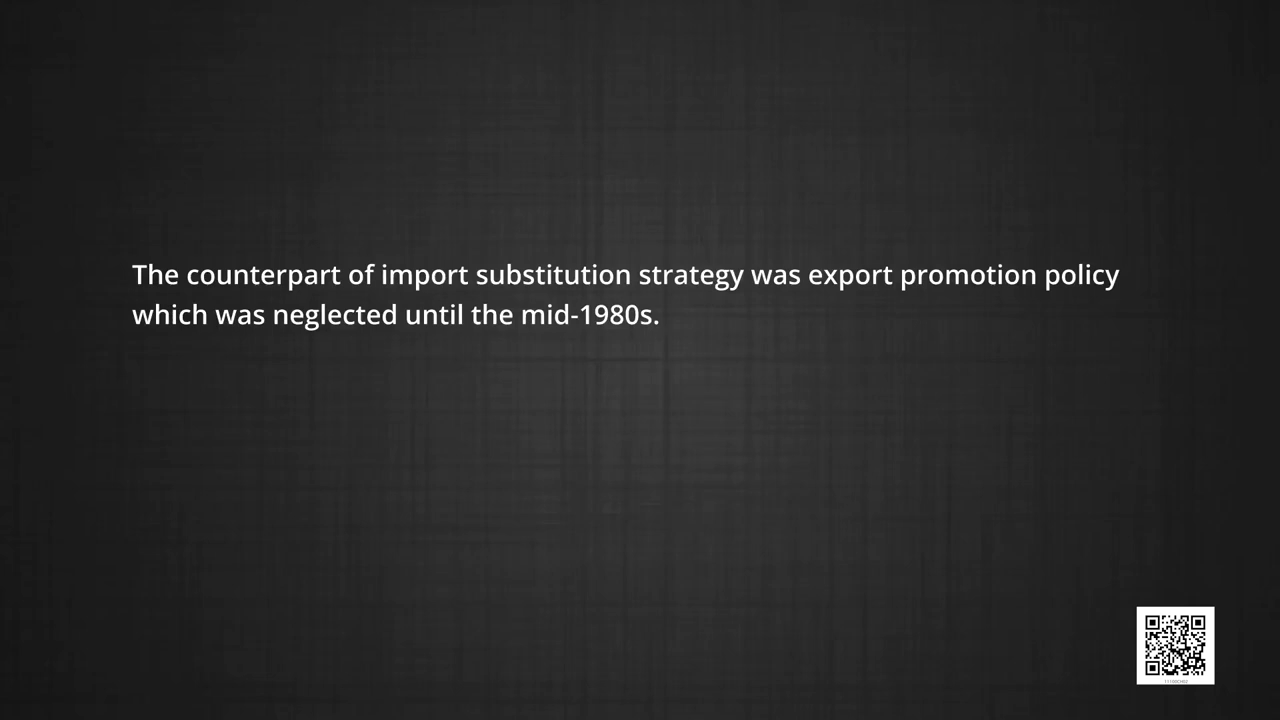 The counterpart of import substitution strategy was export promotion policy
which was neglected until the mid-1980s.